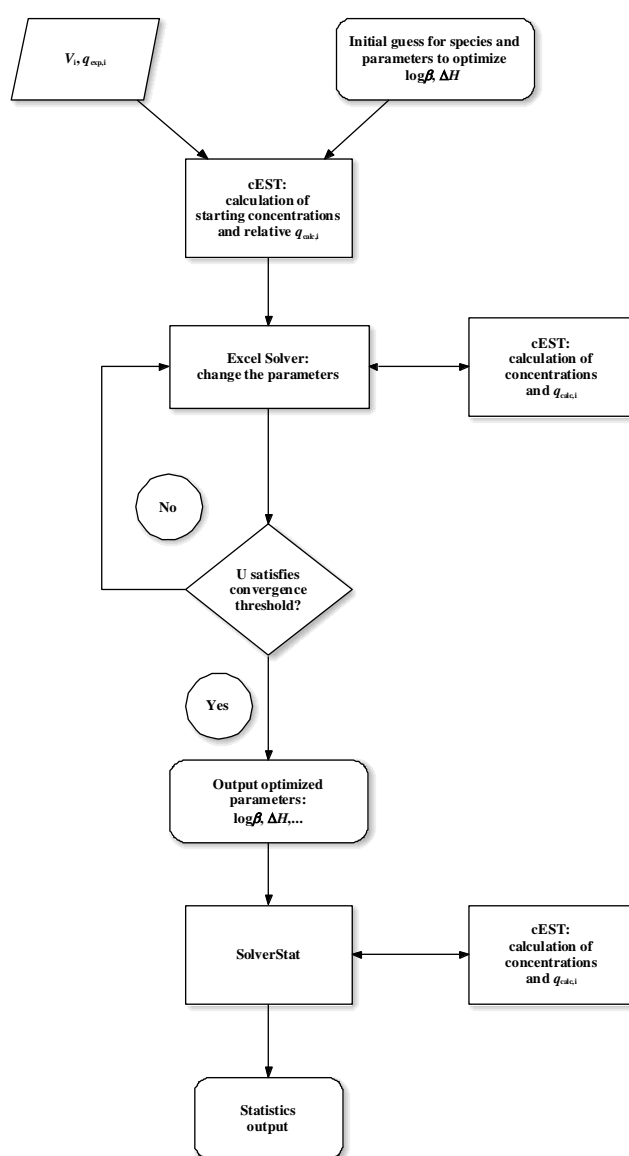 V_i, q_exp,i
Initial guess for species and
parameters to optimize
logβ, ΔH
cEST:
calculation of
starting concentrations
and relative q_calc,i
Excel Solver:
change the parameters
cEST:
calculation of
concentrations
and q_calc,i
No
U satisfies
convergence
threshold?
Yes
Output optimized
parameters:
logβ, ΔH,...
SolverStat
cEST:
calculation of
concentrations
and q_calc,i
Statistics
output